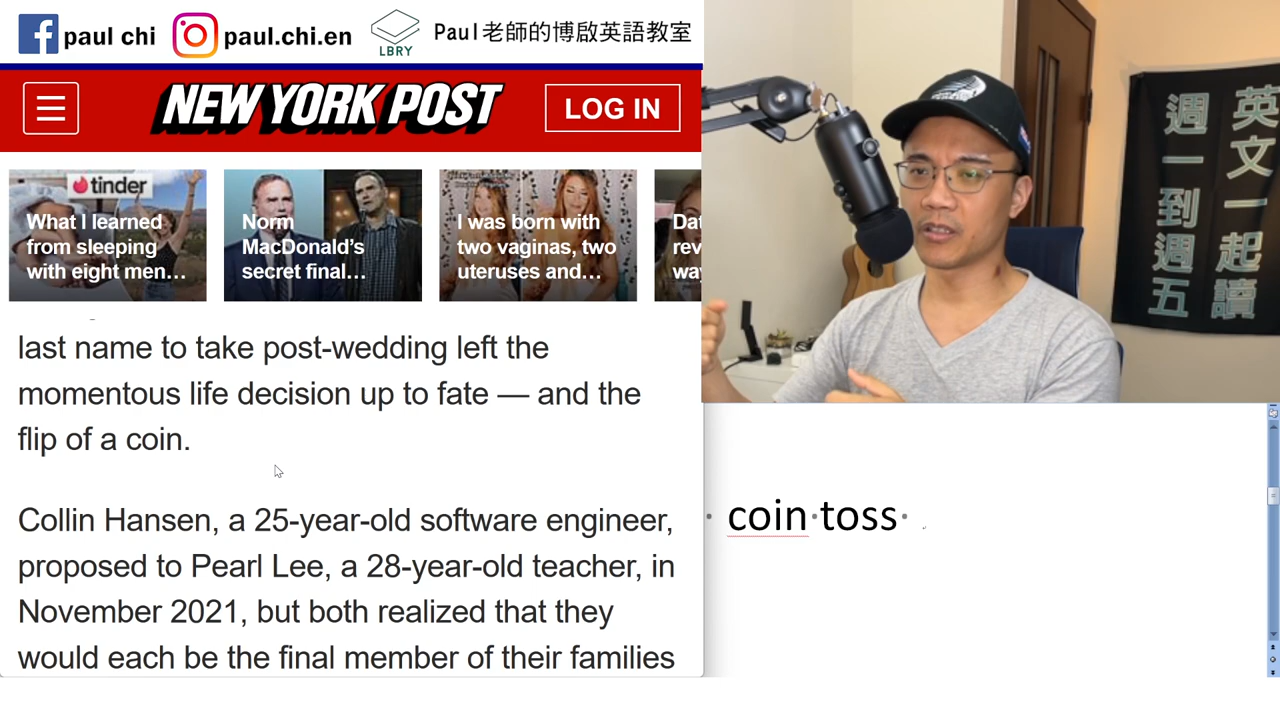 paul chi
paul.chi.en
LBRY
Paul老師的博啟英語教室
NEW YORK POST
LOG IN
tinder
What I learned
from sleeping
with eight men...
Norm
MacDonald's
secret final...
I was born with
two vaginas, two
uteruses and...
Dat
rev
way
last name to take post-wedding left the
momentous life decision up to fate — and the
flip of a coin.
Collin Hansen, a 25-year-old software engineer,
proposed to Pearl Lee, a 28-year-old teacher, in
November 2021, but both realized that they
would each be the final member of their families
英文一起讀
週一到週五
coin toss